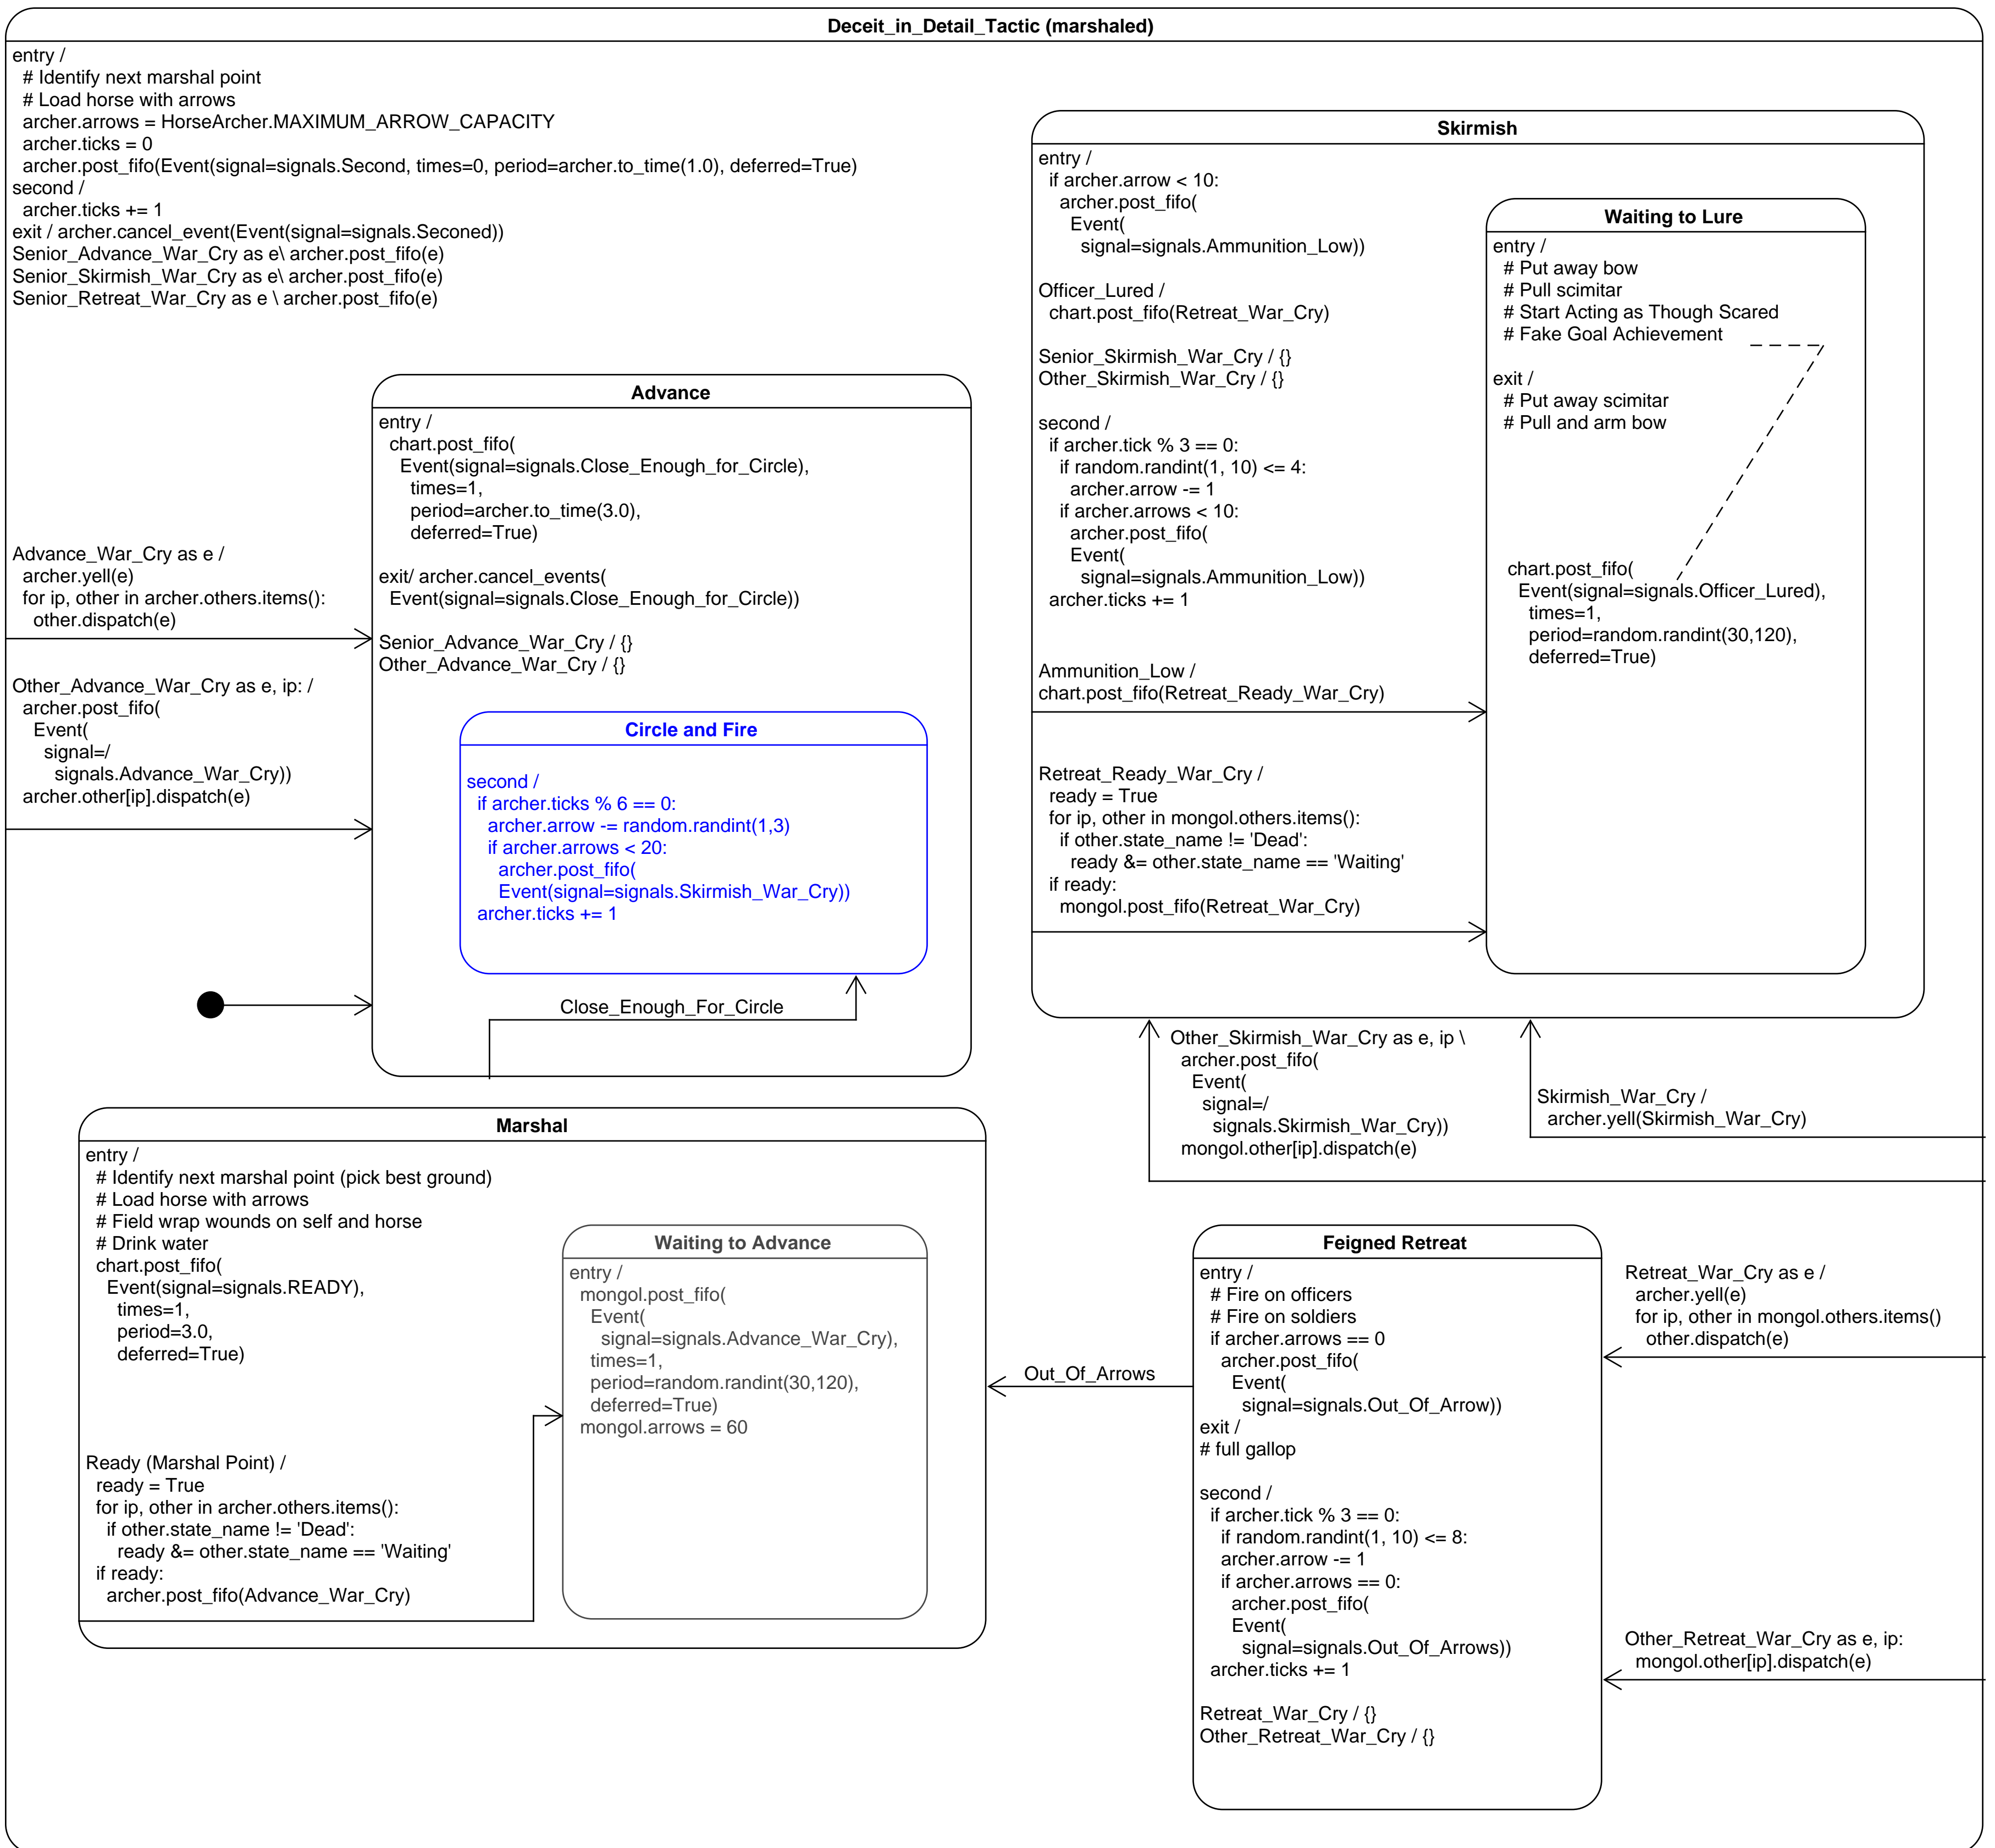 Deceit_in_Detail_Tactic (marshaled)
entry /
# Identify next marshal point
# Load horse with arrows
archer.arrows = HorseArcher.MAXIMUM_ARROW_CAPACITY
archer.ticks = 0
archer.post_fifo(Event(signal=signals.Second, times=0, period=archer.to_time(1.0), deferred=True)
second /
archer.ticks += 1
exit / archer.cancel_event(Event(signal=signals.Seconed))
Senior_Advance_War_Cry as e\ archer.post_fifo(e)
Senior_Skirmish_War_Cry as e\ archer.post_fifo(e)
Senior_Retreat_War_Cry as e \ archer.post_fifo(e)
Advance_War_Cry as e /
archer.yell(e)
for ip, other in archer.others.items():
other.dispatch(e)
Other_Advance_War_Cry as e, ip: /
archer.post_fifo(
Event(
signal=/
signals.Advance_War_Cry))
archer.other[ip].dispatch(e)
Advance
entry /
chart.post_fifo(
Event(signal=signals.Close_Enough_for_Circle),
times=1,
period=archer.to_time(3.0),
deferred=True)
exit/ archer.cancel_events(
Event(signal=signals.Close_Enough_for_Circle))
Senior_Advance_War_Cry / {}
Other_Advance_War_Cry / {}
Circle and Fire
second /
if archer.ticks % 6 == 0:
archer.arrow -= random.randint(1,3)
if archer.arrows < 20:
archer.post_fifo(
Event(signal=signals.Skirmish_War_Cry))
archer.ticks += 1
Close_Enough_For_Circle
Skirmish
entry /
if archer.arrow < 10:
archer.post_fifo(
Event(
signal=signals.Ammunition_Low))
Officer_Lured /
chart.post_fifo(Retreat_War_Cry)
Senior_Skirmish_War_Cry / {}
Other_Skirmish_War_Cry / {}
second /
if archer.tick % 3 == 0:
if random.randint(1, 10) <= 4:
archer.arrow -= 1
if archer.arrows < 10:
archer.post_fifo(
Event(
signal=signals.Ammunition_Low))
archer.ticks += 1
Ammunition_Low /
chart.post_fifo(Retreat_Ready_War_Cry)
Retreat_Ready_War_Cry /
ready = True
for ip, other in mongol.others.items():
if other.state_name != 'Dead':
ready &= other.state_name == 'Waiting'
if ready:
mongol.post_fifo(Retreat_War_Cry)
Waiting to Lure
entry /
# Put away bow
# Pull scimitar
# Start Acting as Though Scared
# Fake Goal Achievement
exit /
# Put away scimitar
# Pull and arm bow
chart.post_fifo(
Event(signal=signals.Officer_Lured),
times=1,
period=random.randint(30,120),
deferred=True)
Other_Skirmish_War_Cry as e, ip \
archer.post_fifo(
Event(
signal=/
signals.Skirmish_War_Cry))
mongol.other[ip].dispatch(e)
Skirmish_War_Cry /
archer.yell(Skirmish_War_Cry)
Marshal
entry /
# Identify next marshal point (pick best ground)
# Load horse with arrows
# Field wrap wounds on self and horse
# Drink water
chart.post_fifo(
Event(signal=signals.READY),
times=1,
period=3.0,
deferred=True)
Ready (Marshal Point) /
ready = True
for ip, other in archer.others.items():
if other.state_name != 'Dead':
ready &= other.state_name == 'Waiting'
if ready:
archer.post_fifo(Advance_War_Cry)
Waiting to Advance
entry /
mongol.post_fifo(
Event(
signal=signals.Advance_War_Cry),
times=1,
period=random.randint(30,120),
deferred=True)
mongol.arrows = 60
Out_Of_Arrows
Feigned Retreat
entry /
# Fire on officers
# Fire on soldiers
if archer.arrows == 0
archer.post_fifo(
Event(
signal=signals.Out_Of_Arrow))
exit /
# full gallop
second /
if archer.tick % 3 == 0:
if random.randint(1, 10) <= 8:
archer.arrow -= 1
if archer.arrows == 0:
archer.post_fifo(
Event(
signal=signals.Out_Of_Arrows))
archer.ticks += 1
Retreat_War_Cry / {}
Other_Retreat_War_Cry / {}
Retreat_War_Cry as e /
archer.yell(e)
for ip, other in mongol.others.items()
other.dispatch(e)
Other_Retreat_War_Cry as e, ip:
mongol.other[ip].dispatch(e)